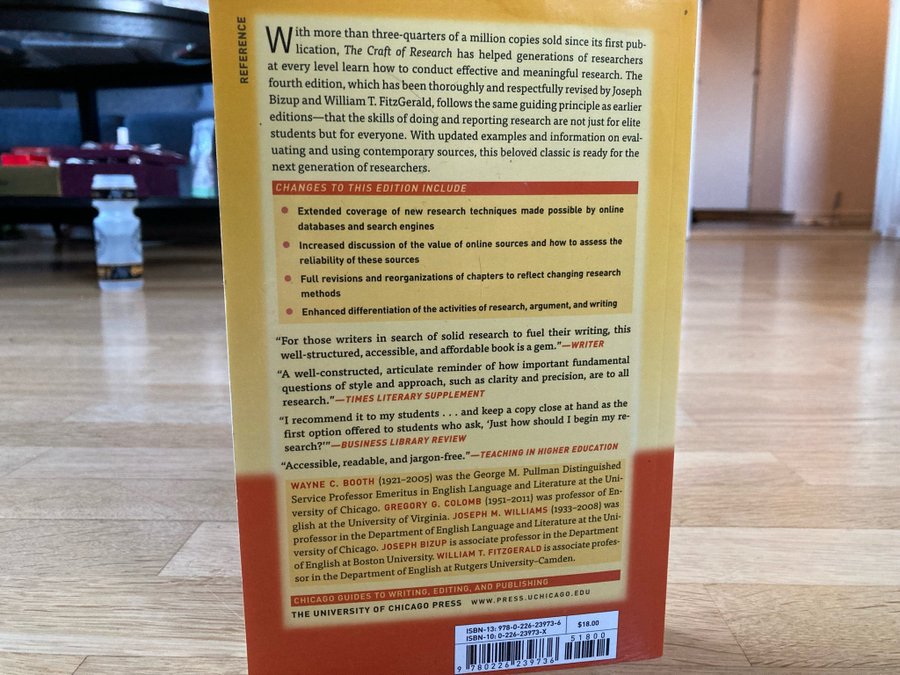 REFERENCE
With more than three-quarters of a million copies sold since its first pub-
lication, The Craft of Research has helped generations of researchers
at every level learn how to conduct effective and meaningful research. The
fourth edition, which has been thoroughly and respectfully revised by Joseph
Bizup and William T. FitzGerald, follows the same guiding principle as earlier
editions—that the skills of doing and reporting research are not just for elite
students but for everyone. With updated examples and information on eval-
uating and using contemporary sources, this beloved classic is ready for the
next generation of researchers.
CHANGES TO THIS EDITION INCLUDE
• Extended coverage of new research techniques made possible by online
databases and search engines
• Increased discussion of the value of online sources and how to assess the
reliability of these sources
• Full revisions and reorganizations of chapters to reflect changing research
methods
• Enhanced differentiation of the activities of research, argument, and writing
“For those writers in search of solid research to fuel their writing, this
well-structured, accessible, and affordable book is a gem.”—WRITER
“A well-constructed, articulate reminder of how important fundamental
questions of style and approach, such as clarity and precision, are to all
research.”—TIMES LITERARY SUPPLEMENT
“I recommend it to my students . . . and keep a copy close at hand as the
first option offered to students who ask, ‘Just how should I begin my re-
search?’”—BUSINESS LIBRARY REVIEW
“Accessible, readable, and jargon-free.”—TEACHING IN HIGHER EDUCATION
WAYNE C. BOOTH (1921–2005) was the George M. Pullman Distinguished
Service Professor Emeritus in English Language and Literature at the Uni-
versity of Chicago. GREGORY G. COLOMB (1951–2011) was professor of En-
glish at the University of Virginia. JOSEPH M. WILLIAMS (1933–2008) was
professor in the Department of English Language and Literature at the Uni-
versity of Chicago. JOSEPH BIZUP is associate professor in the Department
of English at Boston University. WILLIAM T. FITZGERALD is associate profes-
sor in the Department of English at Rutgers University–Camden.
CHICAGO GUIDES TO WRITING, EDITING, AND PUBLISHING
THE UNIVERSITY OF CHICAGO PRESS WWW.PRESS.UCHICAGO.EDU
ISBN-13: 978-0-226-23973-6 $18.00
ISBN-10: 0-226-23973-X
51800
9 780226 239736